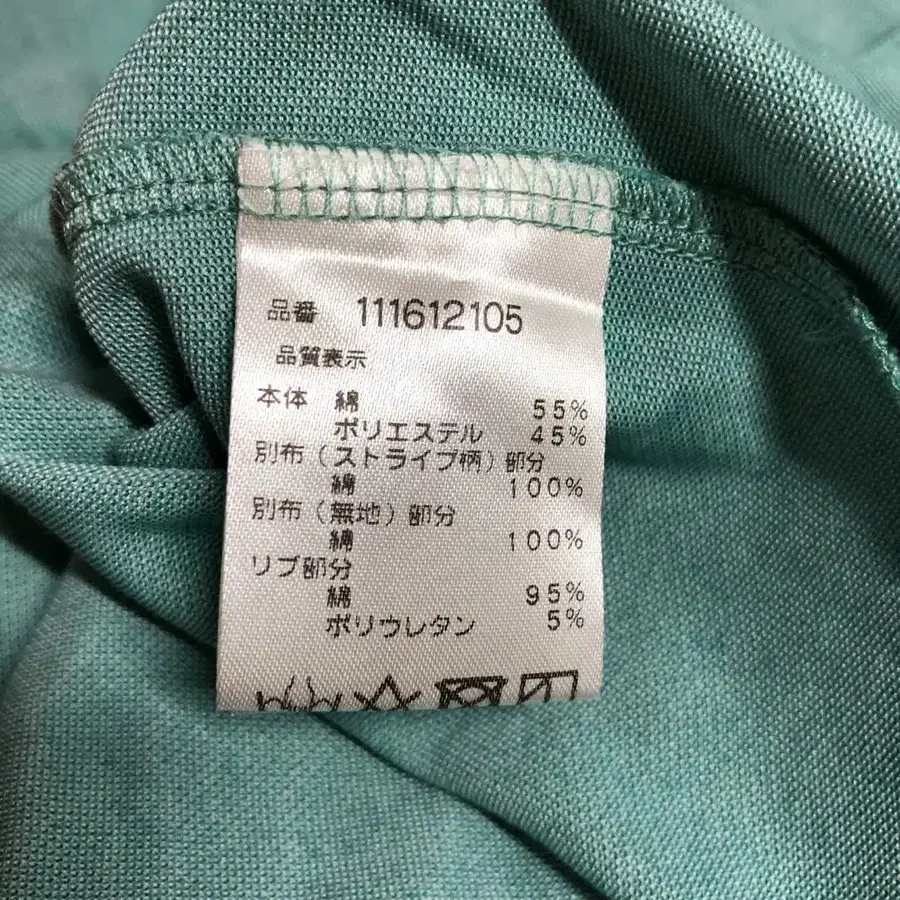 品番 111612105
品質表示
本体 綿 55%
ポリエステル 45%
別布(ストライプ柄)部分
綿 100%
別布(無地)部分
綿 100%
リブ部分
綿 95%
ポリウレタン 5%